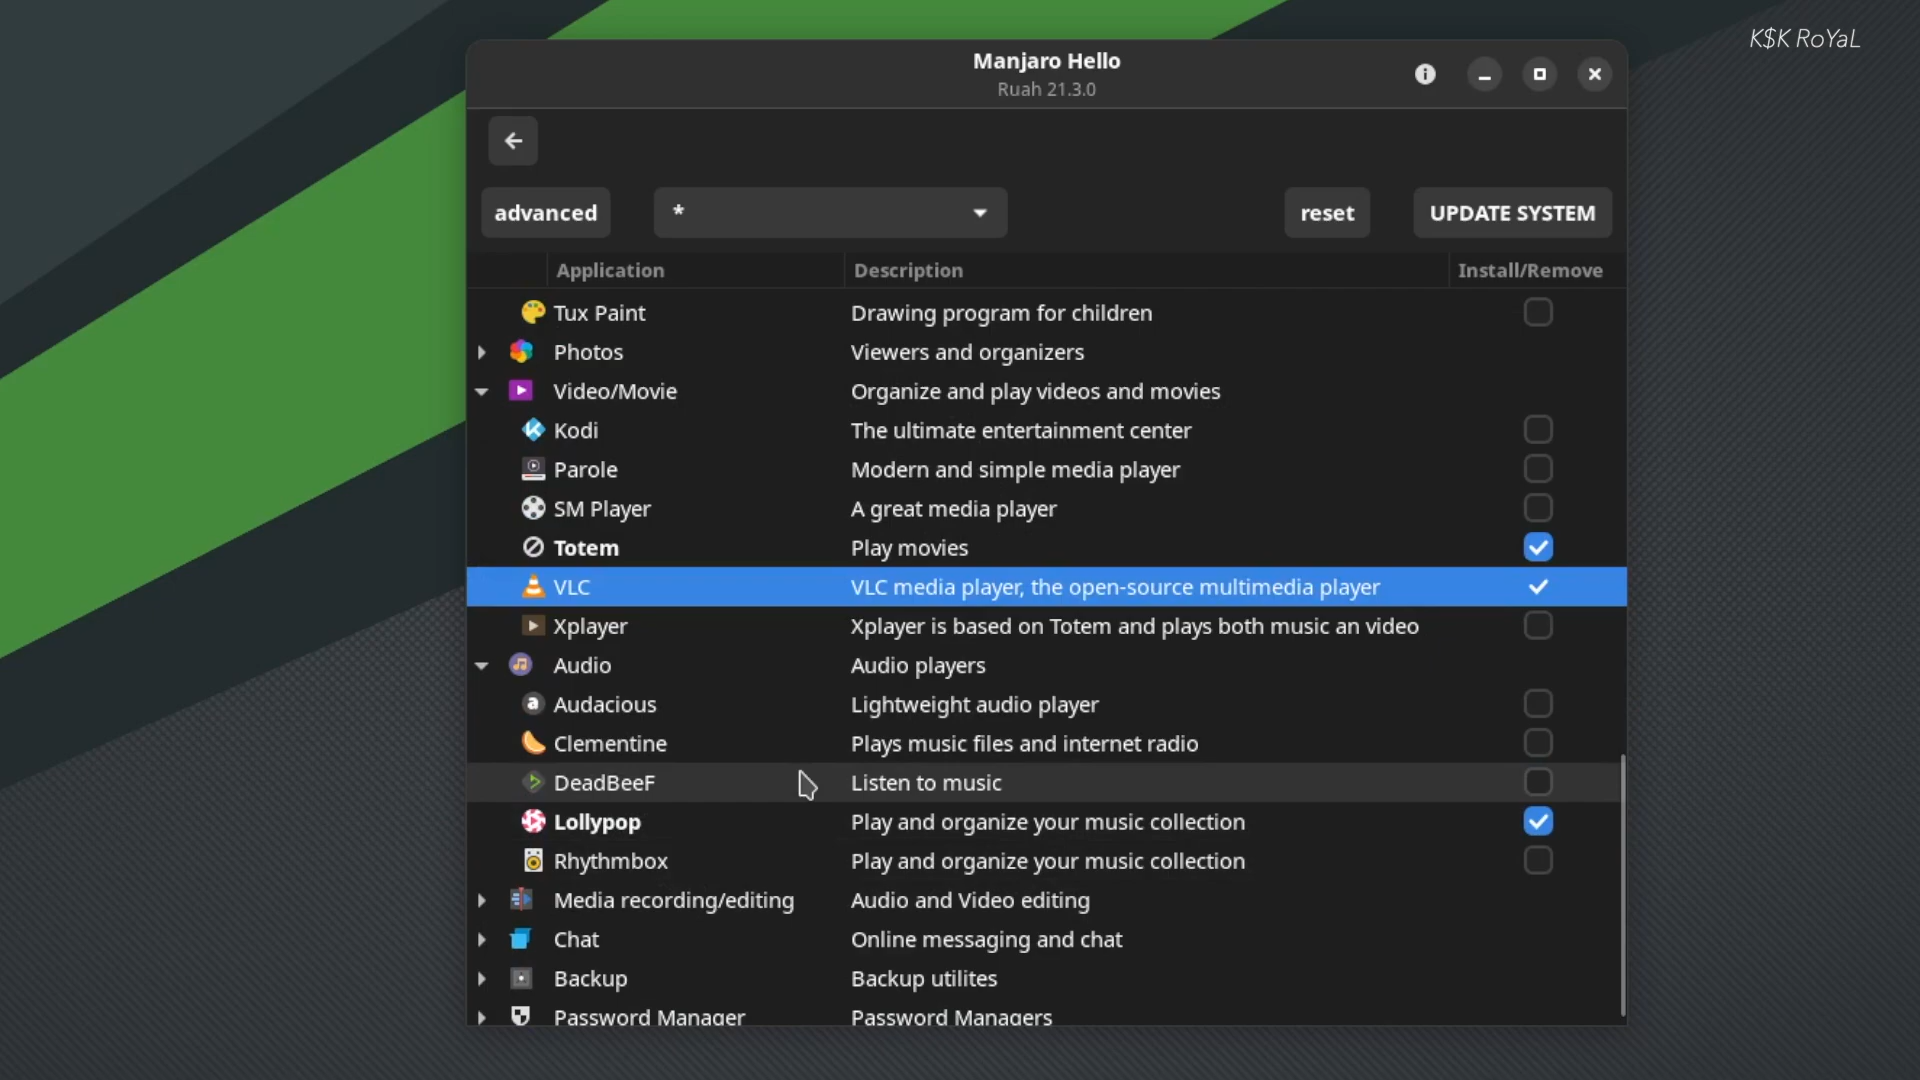 K$K RoYaL
Manjaro Hello
Ruah 21.3.0
advanced * reset UPDATE SYSTEM
Application Description Install/Remove
Tux Paint Drawing program for children
Photos Viewers and organizers
Video/Movie Organize and play videos and movies
Kodi The ultimate entertainment center
Parole Modern and simple media player
SM Player A great media player
Totem Play movies
VLC VLC media player, the open-source multimedia player
Xplayer Xplayer is based on Totem and plays both music an video
Audio Audio players
Audacious Lightweight audio player
Clementine Plays music files and internet radio
DeadBeeF Listen to music
Lollypop Play and organize your music collection
Rhythmbox Play and organize your music collection
Media recording/editing Audio and Video editing
Chat Online messaging and chat
Backup Backup utilites
Password Manager Password Managers